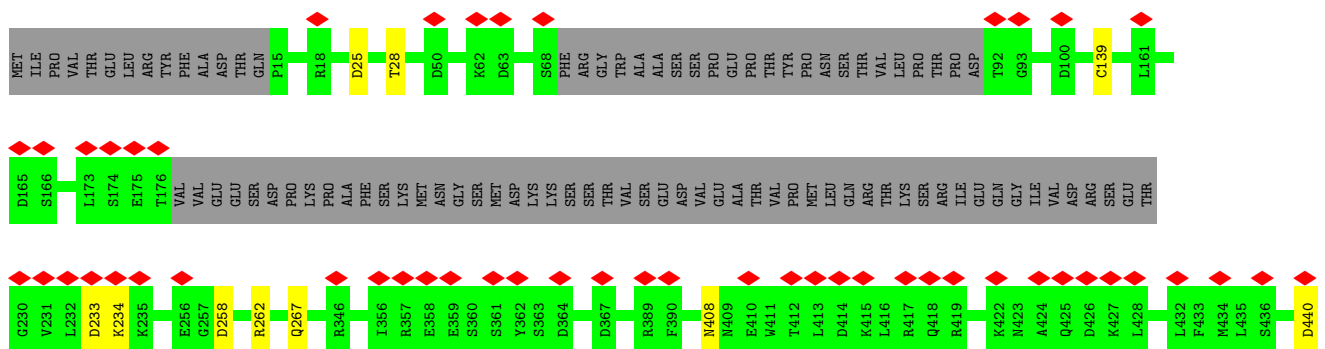 MET ILE PRO VAL THR GLU LEU ARG TYR PHE ALA ASP THR GLN P15 R18 D25 T28 D50 K62 D63 S68 PHE ARG GLY TRP ALA ALA SER SER PRO GLU PRO THR TYR PRO ASN SER THR VAL LEU PRO THR PRO ASP T92 G93 D100 C139 L161
D165 S166 L173 S174 E175 T176 VAL VAL GLU GLU SER ASP PRO LYS PRO ALA PHE SER LYS MET ASN GLY SER MET ASP LYS LYS SER SER THR VAL SER GLU ASP VAL GLU ALA THR VAL PRO MET LEU GLN ARG THR LYS SER ARG ILE GLU GLN GLY ILE VAL ASP ARG SER GLU THR
G230 V231 L232 D233 K234 K235 E256 G257 D258 R262 Q267 R346 I356 R357 E358 E359 S360 S361 Y362 S363 D364 D367 R389 F390 N408 N409 E410 W411 T412 L413 D414 K415 L416 R417 Q418 R419 K422 N423 A424 Q425 D426 K427 L428 L432 F433 M434 L435 S436 D440